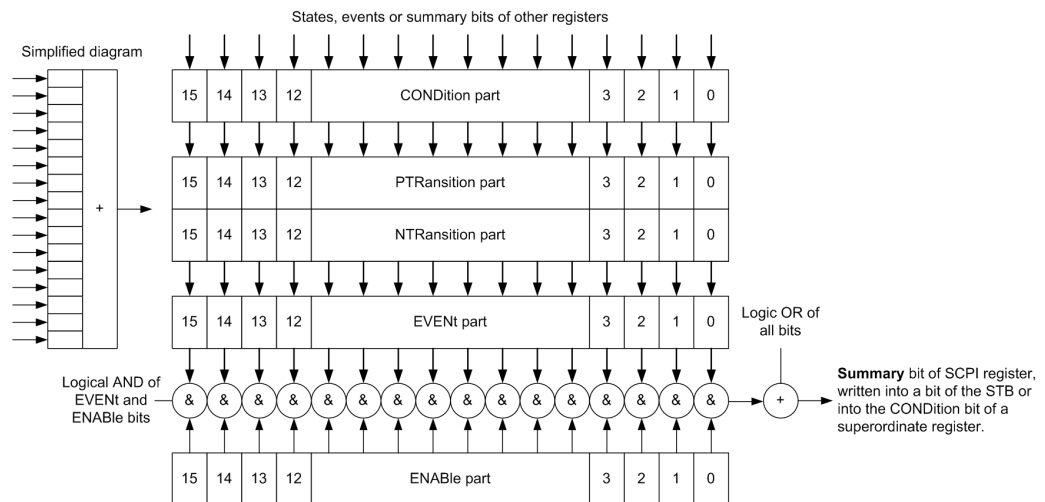 States, events or summary bits of other registers
Simplified diagram
15 14 13 12 CONDition part 3 2 1 0
15 14 13 12 PTRansition part 3 2 1 0
+
15 14 13 12 NTRansition part 3 2 1 0
15 14 13 12 EVENt part 3 2 1 0
Logic OR of
all bits
Logical AND of
EVENt and
ENABle bits
& & & & & & & & & & & & & & & &
+
Summary bit of SCPI register,
written into a bit of the STB or
into the CONDition bit of a
superordinate register.
15 14 13 12 ENABle part 3 2 1 0